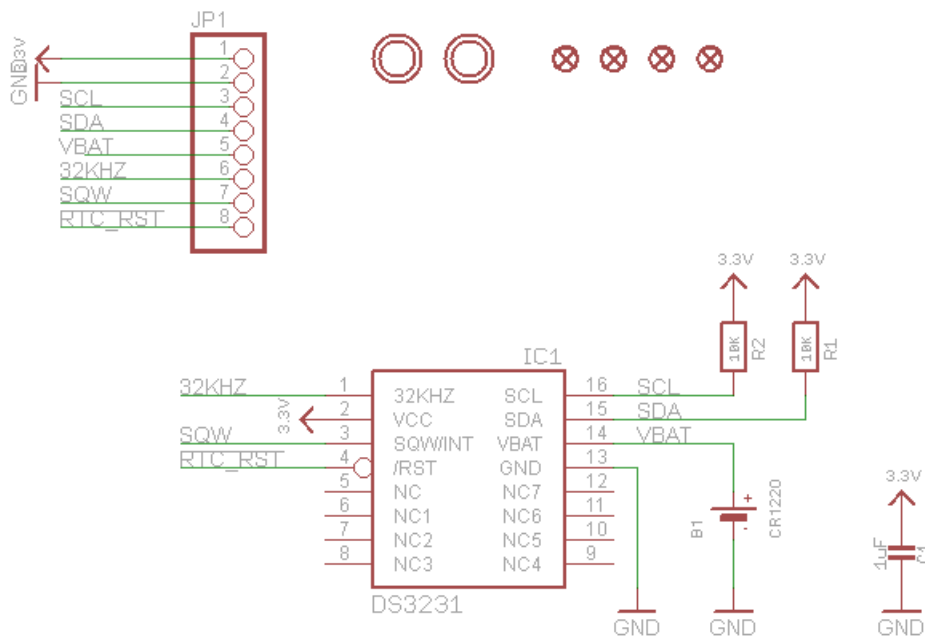 JP1
3.3V
GND
1
2
SCL 3
SDA 4
VBAT 5
32KHZ 6
SQW 7
RTC_RST 8
3.3V 3.3V
10K R2 10K R1
IC1
32KHZ 1 32KHZ SCL 16 SCL
3.3V 2 VCC SDA 15 SDA
SQW 3 SQW/INT VBAT 14 VBAT
RTC_RST 4 /RST GND 13
5 NC NC7 12
6 NC1 NC6 11
7 NC2 NC5 10
8 NC3 NC4 9
DS3231
B1 + - CR1220
3.3V
1uF
GND GND GND